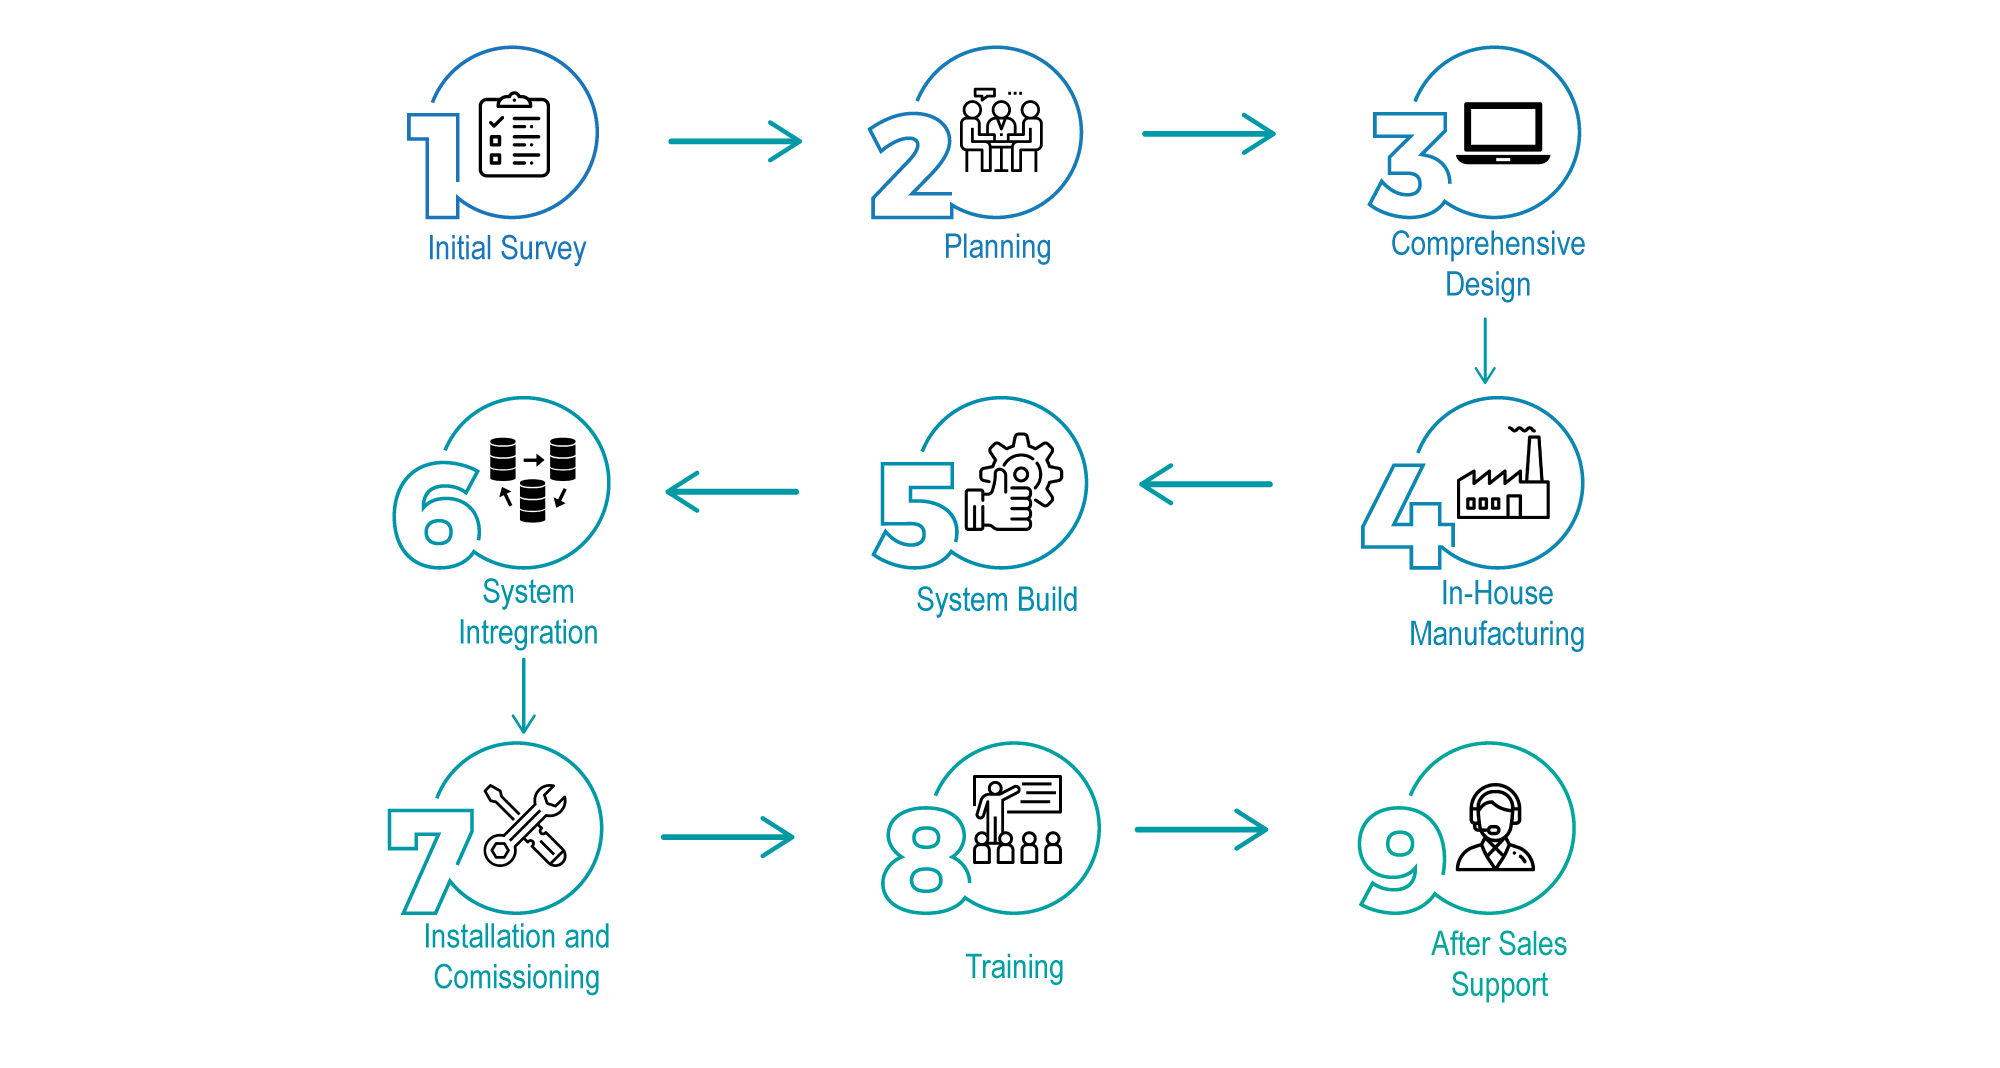 1
Initial Survey
2
Planning
3
Comprehensive
Design
4
In-House
Manufacturing
5
System Build
6
System
Intregration
7
Installation and
Comissioning
8
Training
9
After Sales
Support